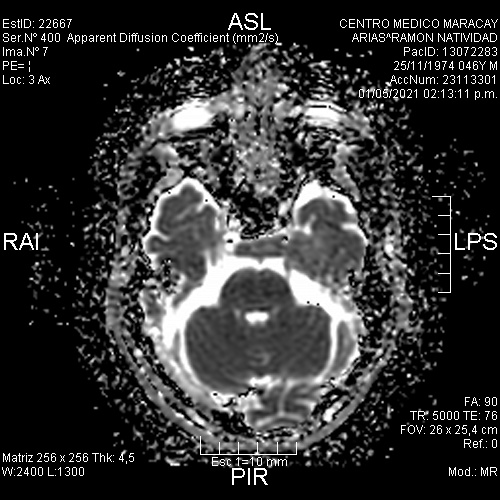 EstID: 22667
Ser.Nº 400 Apparent Diffusion Coefficient (mm2/s)
Ima.Nº 7
PE= ¦
Loc: 3 Ax
ASL
CENTRO MEDICO MARACAY
ARIAS^RAMON NATIVIDAD
PacID: 13072283
25/11/1974 046Y M
AccNum: 23113301
01/05/2021 02:13:11 p.m.
RAI
LPS
Matriz 256 x 256 Thk: 4,5
W:2400 L:1300
Esc 1=10 mm
PIR
FA: 90
TR: 5000 TE: 76
FOV: 26 x 25,4 cm
Ref.: 0
Mod.: MR